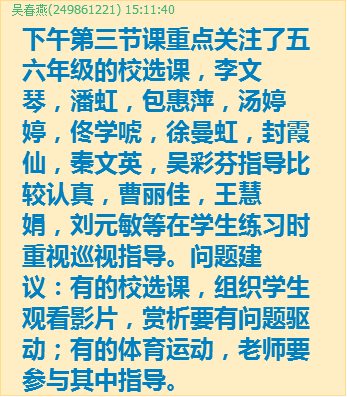 吴春燕(249861221) 15:11:40
下午第三节课重点关注了五
六年级的校选课，李文
琴，潘虹，包惠萍，汤婷
婷，佟学唬，徐曼虹，封霞
仙，秦文英，吴彩芬指导比
较认真，曹丽佳，王慧
娟，刘元敏等在学生练习时
重视巡视指导。问题建
议：有的校选课，组织学生
观看影片，赏析要有问题驱
动；有的体育运动，老师要
参与其中指导。